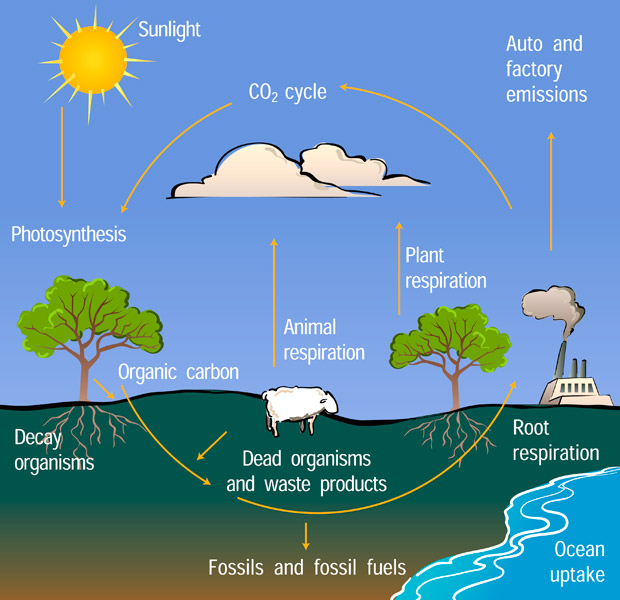 Sunlight
Auto and
factory
emissions
CO₂ cycle
Photosynthesis
Plant
respiration
Animal
respiration
Organic carbon
Decay
organisms
Dead organisms
and waste products
Root
respiration
Ocean
uptake
Fossils and fossil fuels